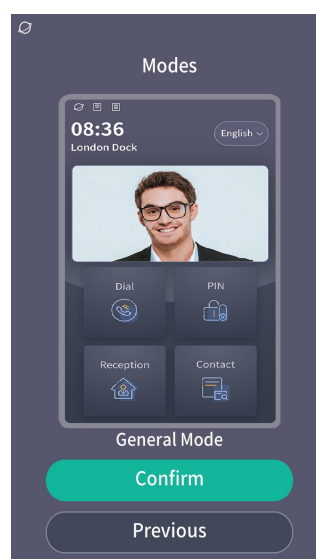 Modes
08:36
London Dock
English
Dial
PIN
Reception
Contact
General Mode
Confirm
Previous